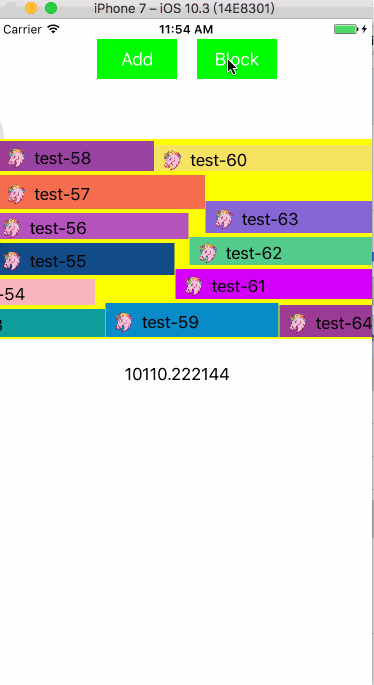 iPhone 7 – iOS 10.3 (14E8301)
Carrier 11:54 AM
Add Block
test-58 test-60
test-57
test-63
test-56
test-62
test-55
test-61
-54
3 test-59 test-64
10110.222144